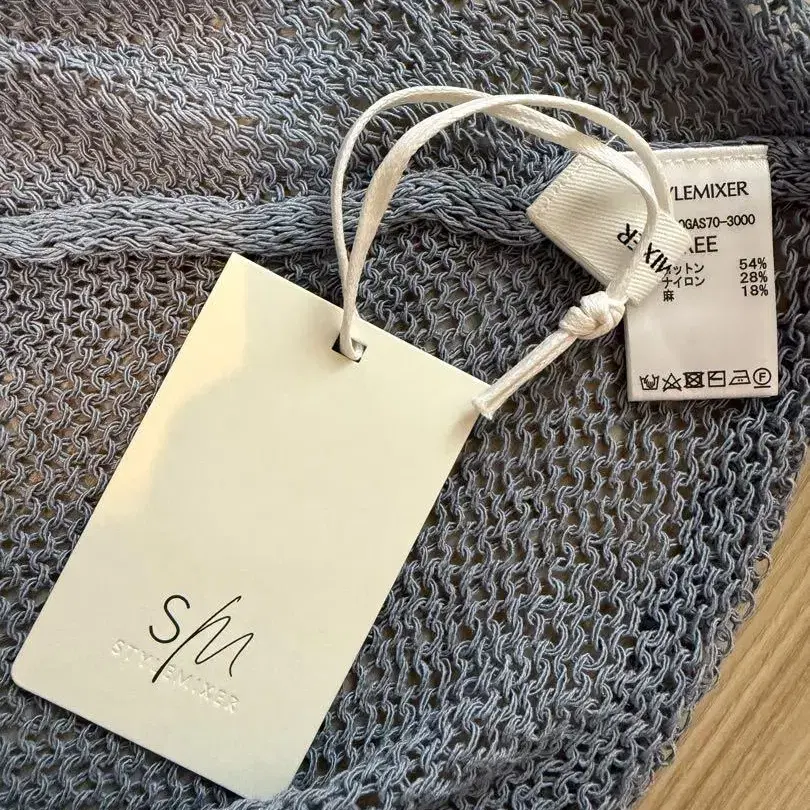 SM
STYLEMIXER
MIXER
YLEMIXER
0GAS70-3000
REE
ットン 54%
ナイロン 28%
麻 18%
F